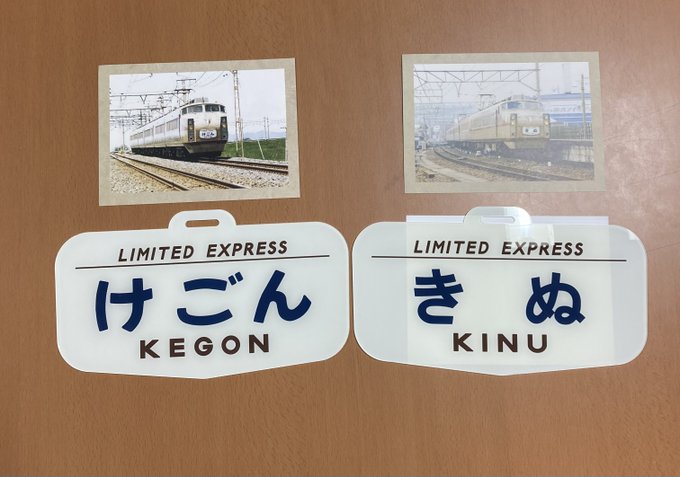 LIMITED EXPRESS
けごん
KEGON
LIMITED EXPRESS
きぬ
KINU